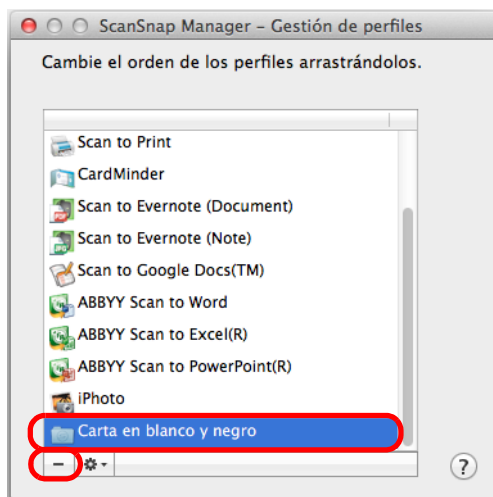 ScanSnap Manager – Gestión de perfiles
Cambie el orden de los perfiles arrastrándolos.
Scan to Print
CardMinder
Scan to Evernote (Document)
Scan to Evernote (Note)
Scan to Google Docs(TM)
ABBYY Scan to Word
ABBYY Scan to Excel(R)
ABBYY Scan to PowerPoint(R)
iPhoto
Carta en blanco y negro
?